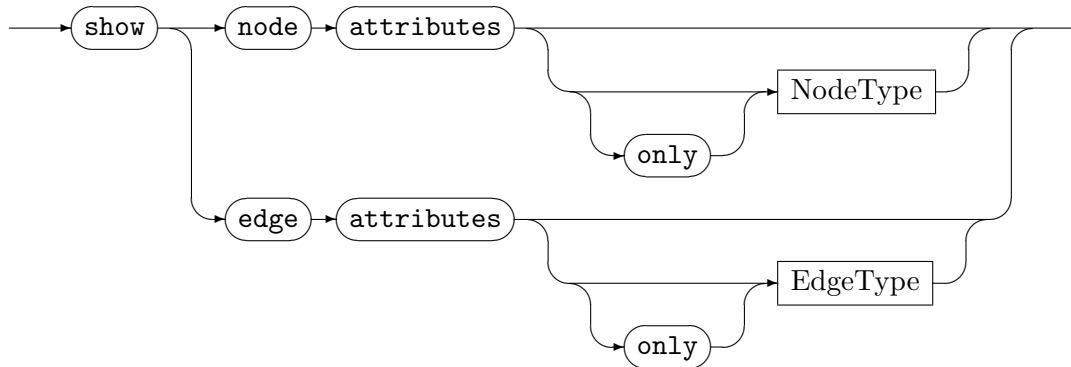 show node attributes
NodeType
only
edge attributes
EdgeType
only